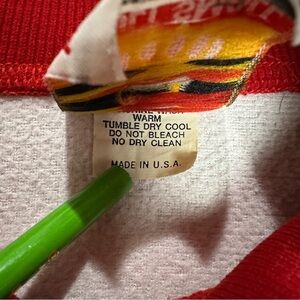 WARM
TUMBLE DRY COOL
DO NOT BLEACH
NO DRY CLEAN
MADE IN U.S.A.